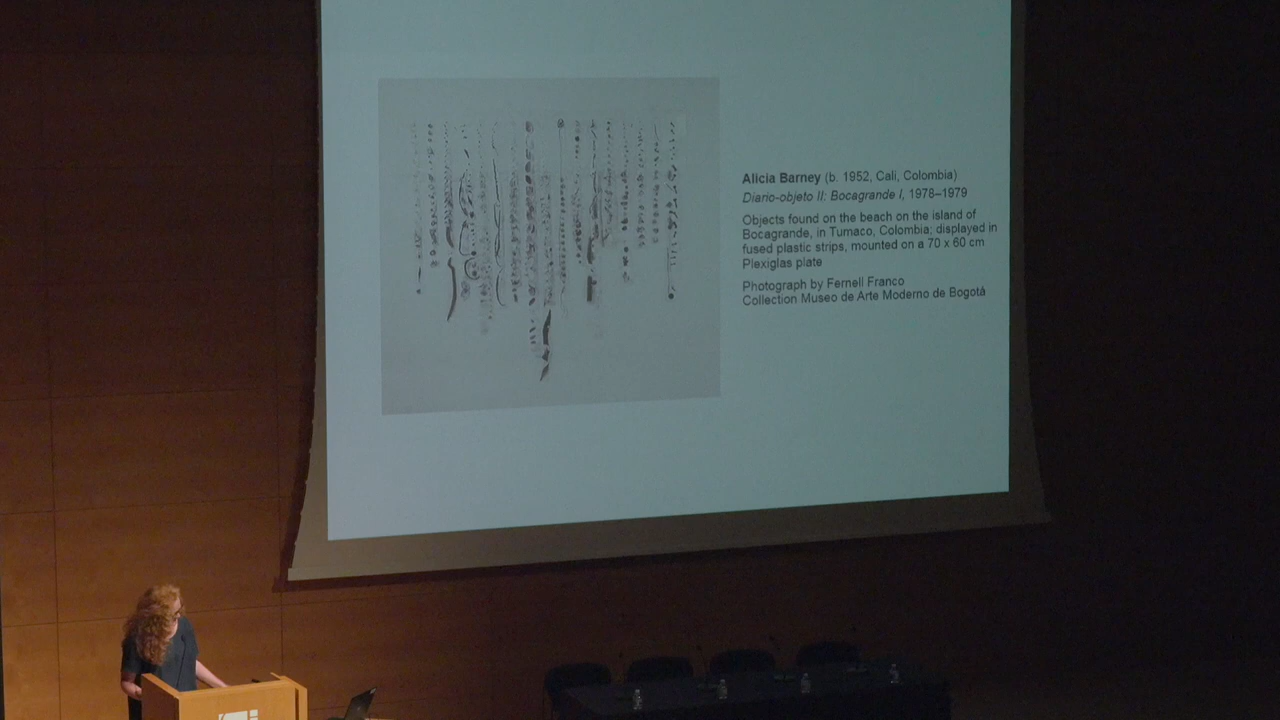 Alicia Barney (b. 1952, Cali, Colombia)
Diario-objeto II: Bocagrande I, 1978–1979
Objects found on the beach on the island of
Bocagrande, in Tumaco, Colombia; displayed in
fused plastic strips, mounted on a 70 x 60 cm
Plexiglas plate
Photograph by Fernell Franco
Collection Museo de Arte Moderno de Bogotá